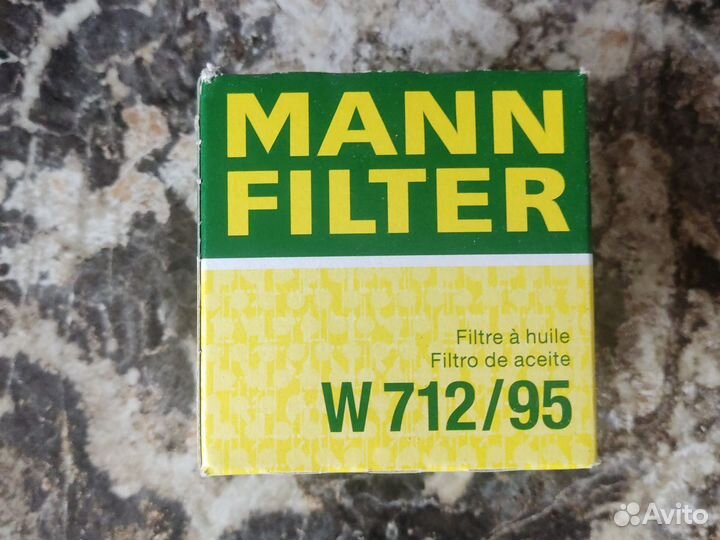 MANN
FILTER
Filtre à huile
Filtro de aceite
W 712/95
Avito